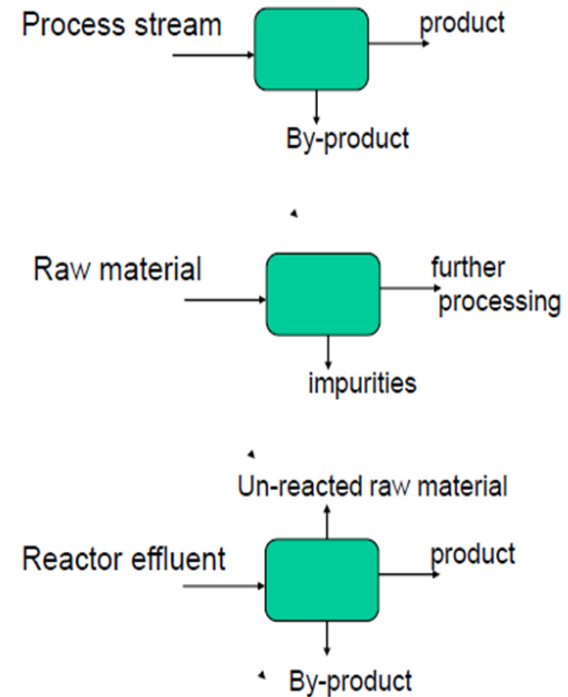 Process stream
product
By-product
Raw material
further
processing
impurities
Un-reacted raw material
Reactor effluent
product
By-product